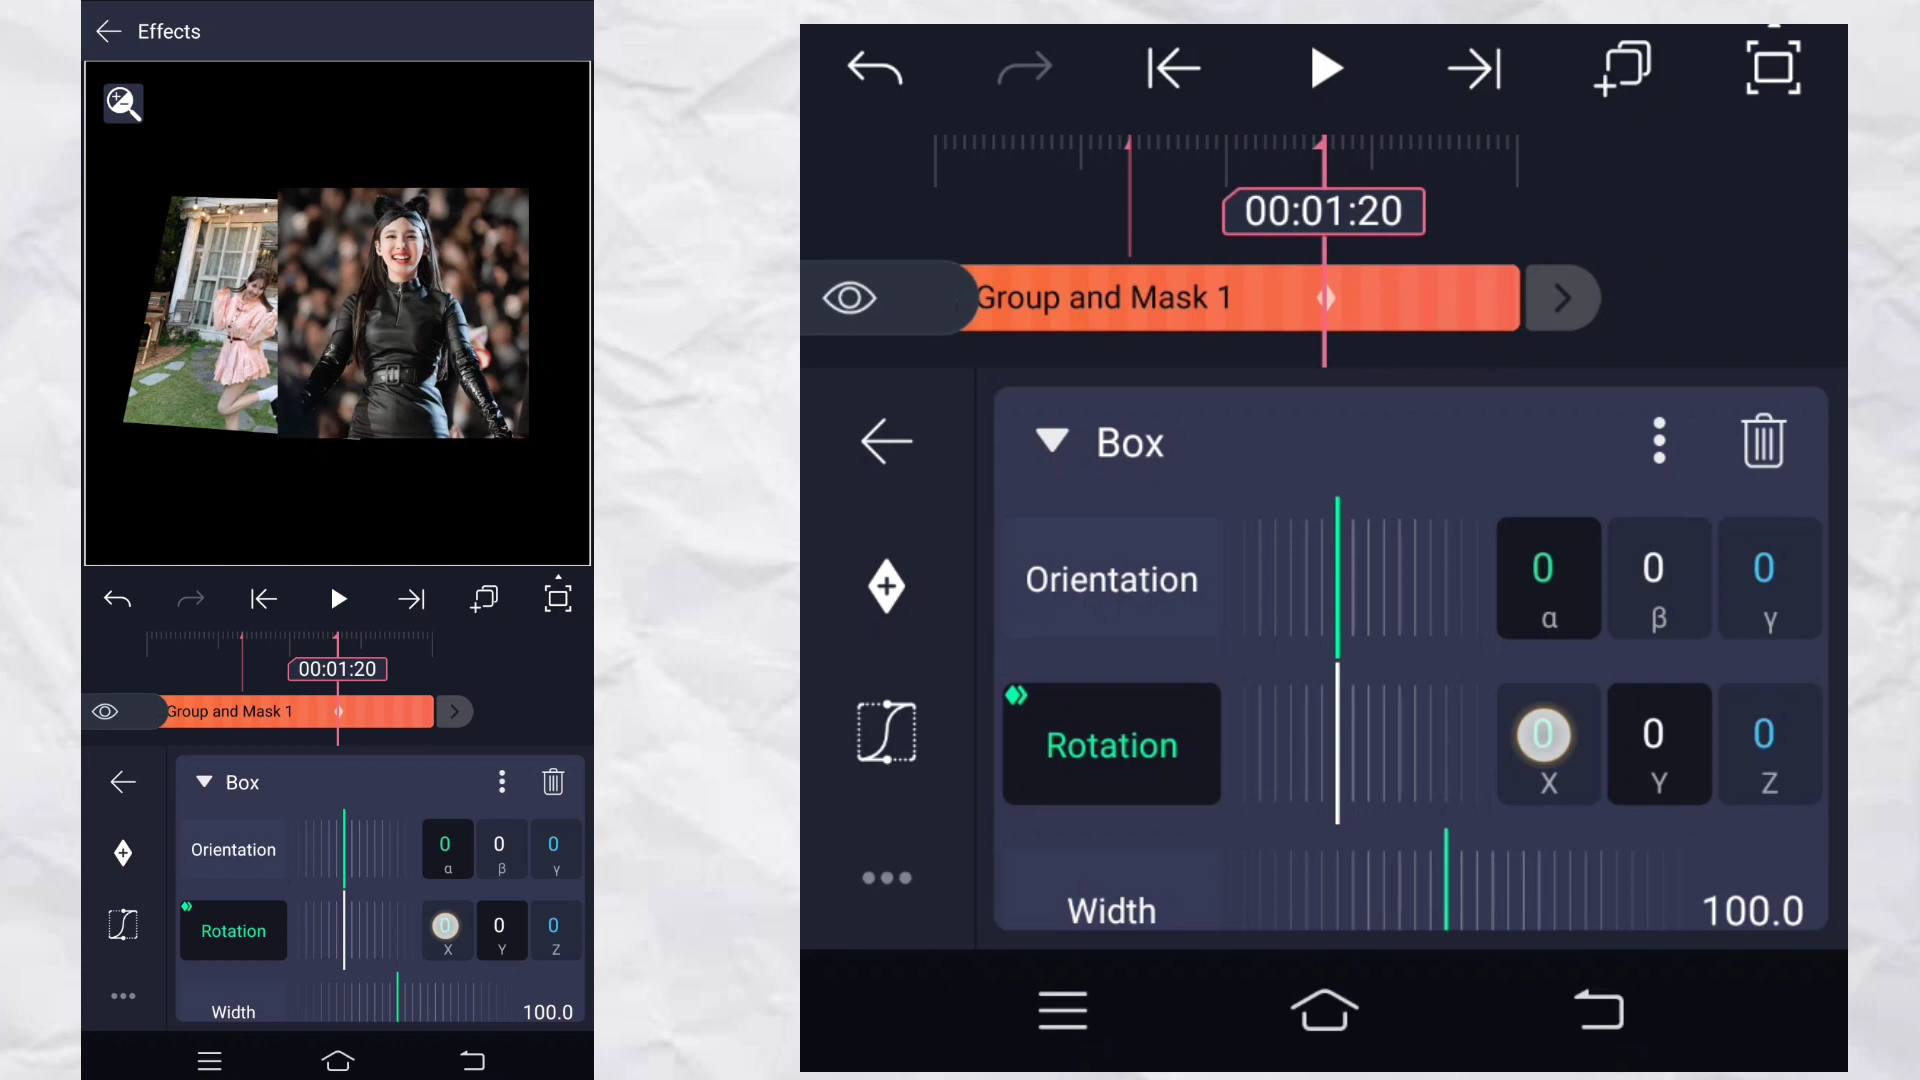 Effects
00:01:20
Group and Mask 1
Box
Orientation
0 0 0
α β γ
Rotation
0 0 0
X Y Z
Width 100.0
00:01:20
Group and Mask 1
Box
Orientation
0 0 0
α β γ
Rotation
0 0 0
X Y Z
Width 100.0